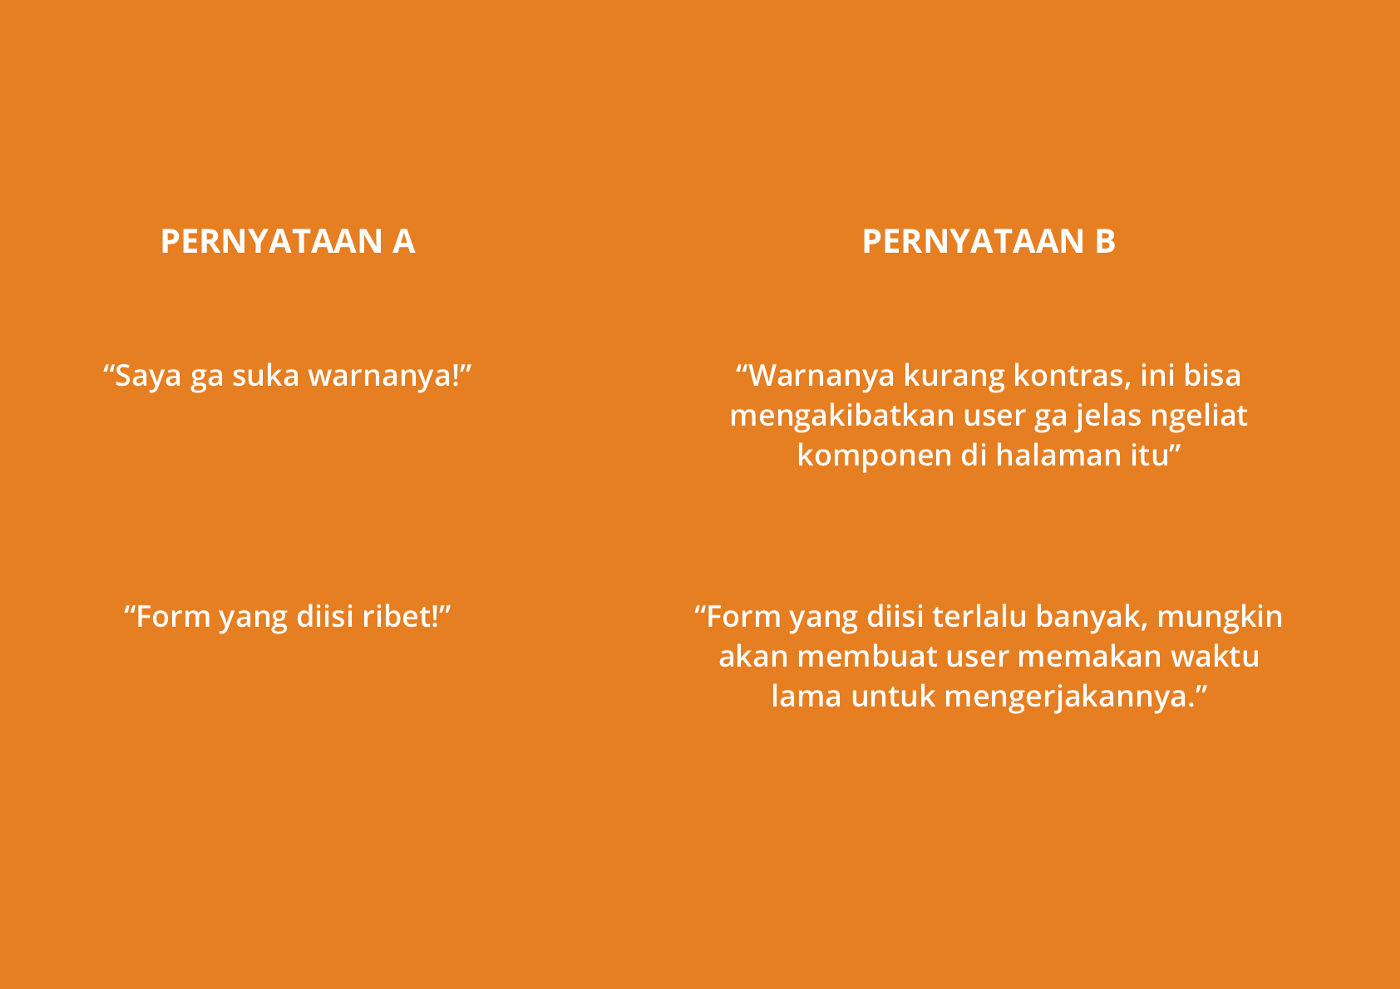 PERNYATAAN A
PERNYATAAN B
“Saya ga suka warnanya!”
“Warnanya kurang kontras, ini bisa
mengakibatkan user ga jelas ngeliat
komponen di halaman itu”
“Form yang diisi ribet!”
“Form yang diisi terlalu banyak, mungkin
akan membuat user memakan waktu
lama untuk mengerjakannya.”